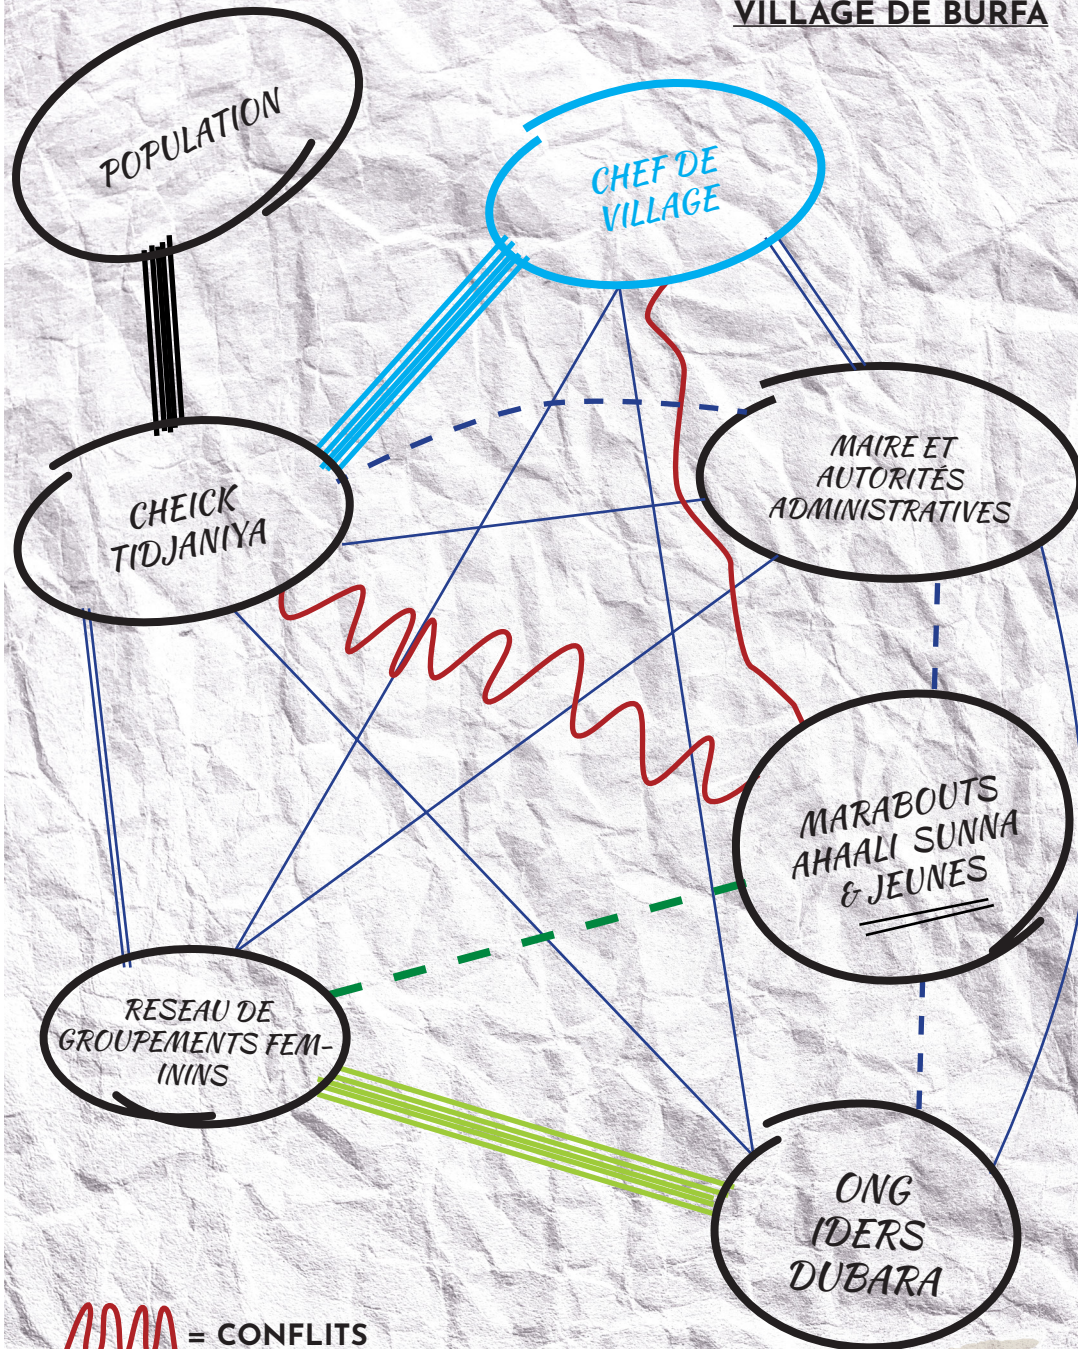 VILLAGE DE BURFA
POPULATION
CHEF DE
VILLAGE
MAIRE ET
AUTORITÉS
ADMINISTRATIVES
CHEICK
TIDJANIYA
MARABOUTS
AHAALI SUNNA
& JEUNES
RESEAU DE
GROUPEMENTS FEM-
ININS
ONG
IDERS
DUBARA
= CONFLITS